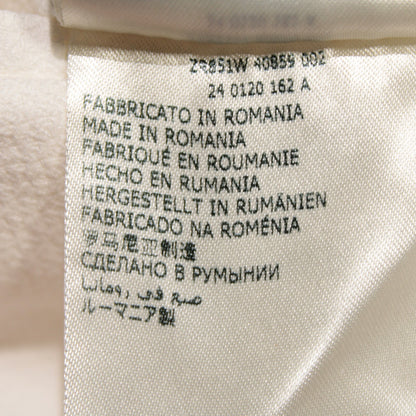 ZR851W 40859 002
24 0120 162 A
FABBRICATO IN ROMANIA
MADE IN ROMANIA
FABRIQUÉ EN ROUMANIE
HECHO EN RUMANIA
HERGESTELLT IN RUMÄNIEN
FABRICADO NA ROMÉNIA
罗马尼亚制造
СДЕЛАНО В РУМЫНИИ
صنع في رومانيا
ルーマニア製